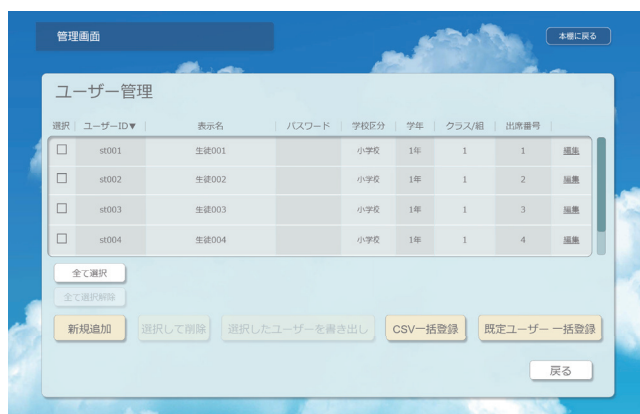 管理画面
本棚に戻る
ユーザー管理
選択 ユーザーID▼ 表示名 パスワード 学校区分 学年 クラス/組 出席番号
st001 生徒001 小学校 1年 1 1 編集
st002 生徒002 小学校 1年 1 2 編集
st003 生徒003 小学校 1年 1 3 編集
st004 生徒004 小学校 1年 1 4 編集
全て選択
全て選択解除
新規追加 選択して削除 選択したユーザーを書き出し CSV一括登録 既定ユーザー 一括登録
戻る